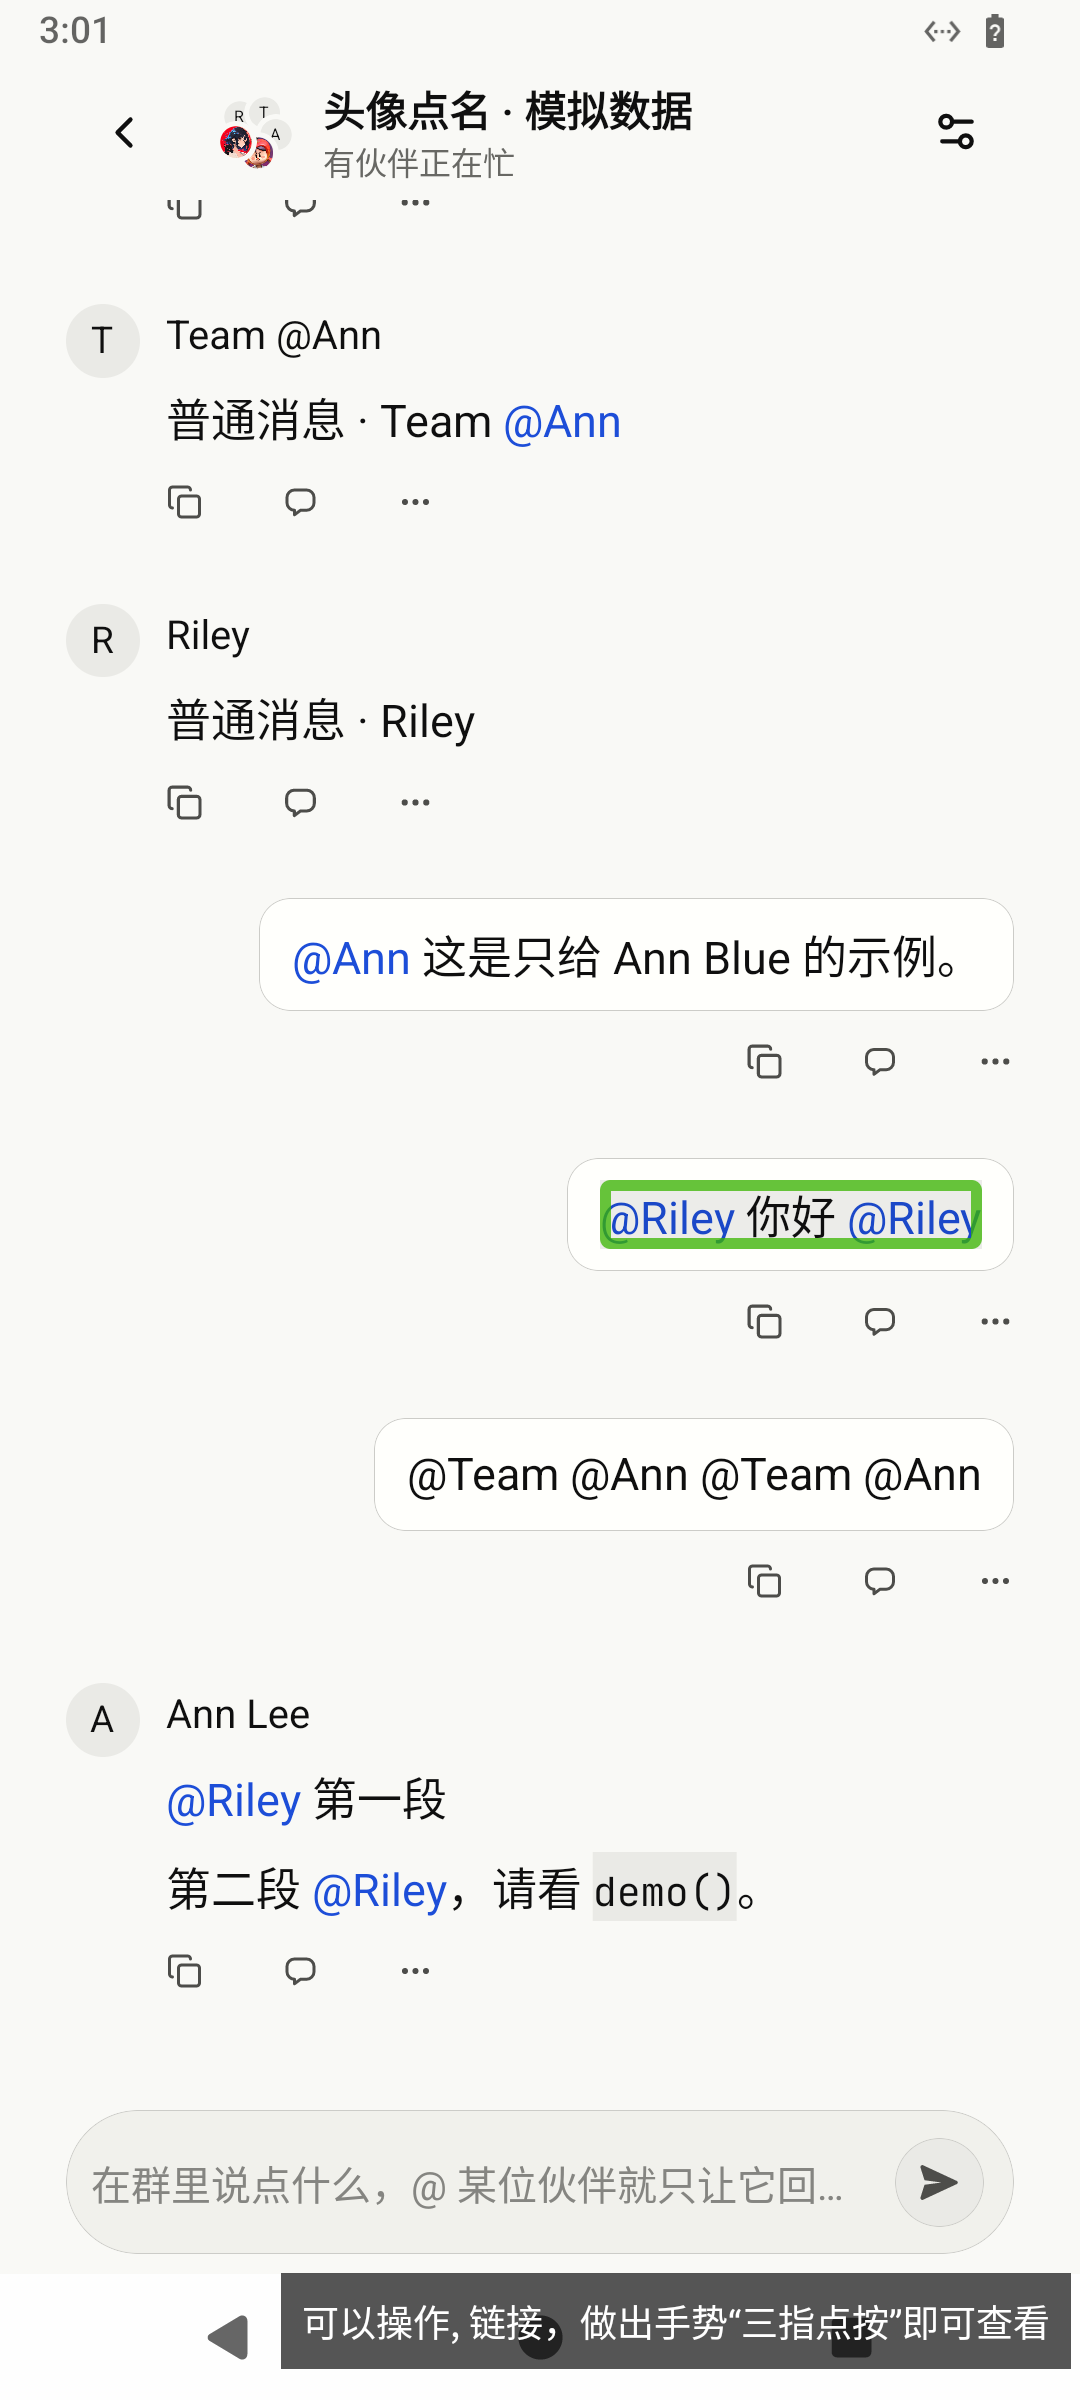 3:01
R T A
头像点名 · 模拟数据
有伙伴正在忙
T
Team @Ann
普通消息 · Team @Ann
R
Riley
普通消息 · Riley
@Ann 这是只给 Ann Blue 的示例。
@Riley 你好 @Riley
@Team @Ann @Team @Ann
A
Ann Lee
@Riley 第一段
第二段 @Riley，请看 demo()。
在群里说点什么，@ 某位伙伴就只让它回...
可以操作, 链接，做出手势“三指点按”即可查看